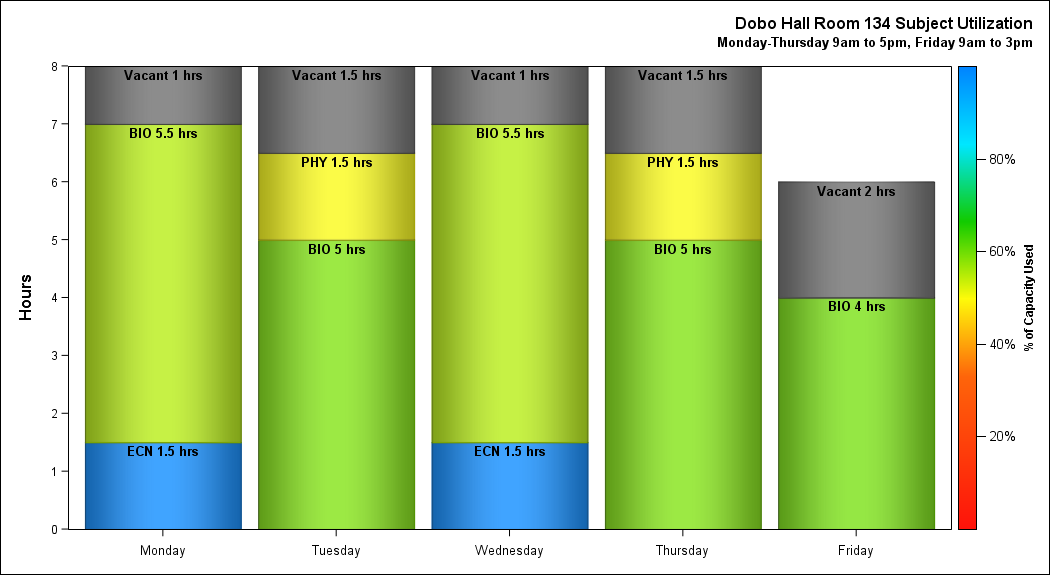 Dobo Hall Room 134 Subject Utilization
Monday-Thursday 9am to 5pm, Friday 9am to 3pm
8
7
6
5
4
3
2
1
0
Hours
Vacant 1 hrs
BIO 5.5 hrs
ECN 1.5 hrs
Vacant 1.5 hrs
PHY 1.5 hrs
BIO 5 hrs
Vacant 1 hrs
BIO 5.5 hrs
ECN 1.5 hrs
Vacant 1.5 hrs
PHY 1.5 hrs
BIO 5 hrs
Vacant 2 hrs
BIO 4 hrs
Monday
Tuesday
Wednesday
Thursday
Friday
80%
60%
40%
20%
% of Capacity Used